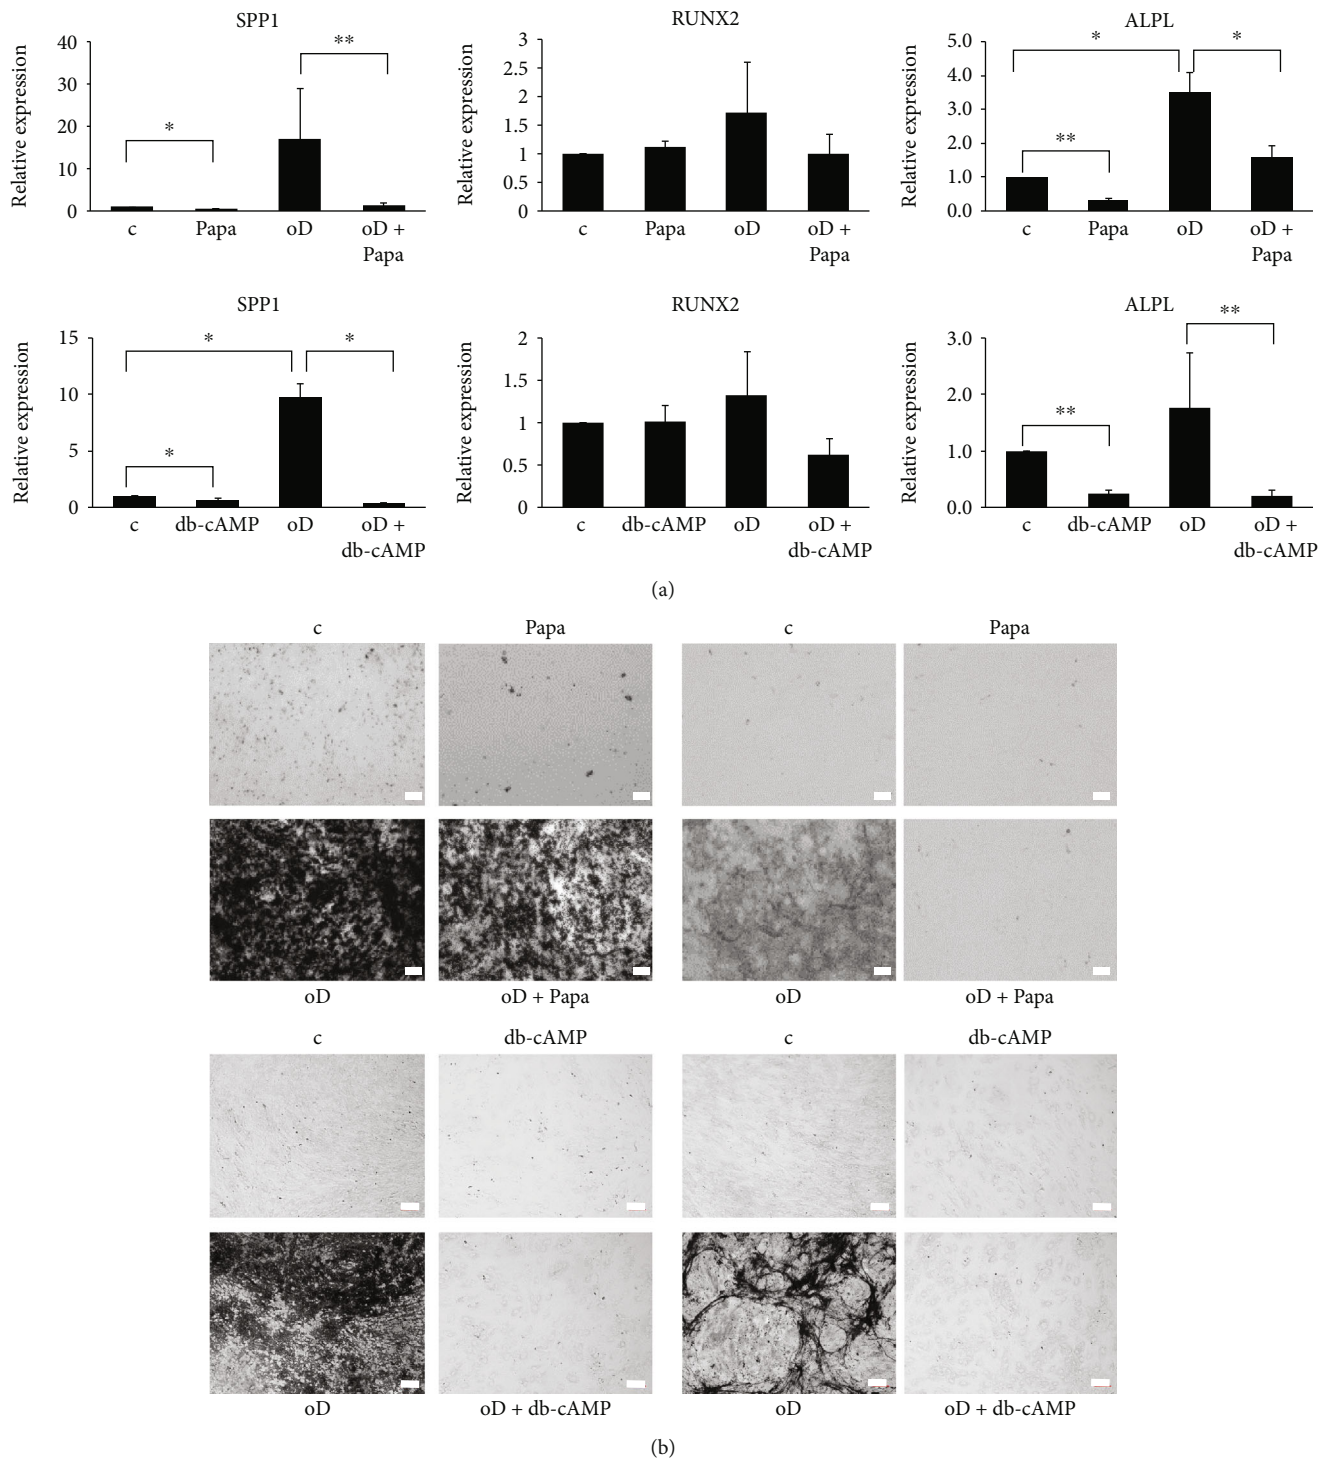 SPP1
RUNX2
ALPL
Relative expression
40
30
20
10
0
*
**
c
Papa
oD
oD +
Papa
Relative expression
3
2.5
2
1.5
1
0.5
0
c
Papa
oD
oD +
Papa
Relative expression
5.0
4.0
3.0
2.0
1.0
0.0
*
*
**
c
Papa
oD
oD +
Papa
SPP1
RUNX2
ALPL
Relative expression
15
10
5
0
*
*
*
c
db-cAMP
oD
oD +
db-cAMP
Relative expression
2
1.5
1
0.5
0
c
db-cAMP
oD
oD +
db-cAMP
Relative expression
3.0
2.0
1.0
0.0
**
**
c
db-cAMP
oD
oD +
db-cAMP
(a)
c
Papa
c
Papa
oD
oD + Papa
oD
oD + Papa
c
db-cAMP
c
db-cAMP
oD
oD + db-cAMP
oD
oD + db-cAMP
(b)